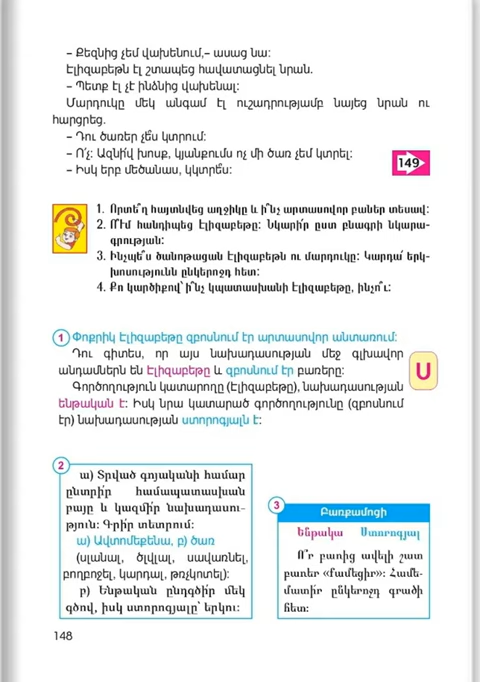 – Քեզնից չեմ վախենում,– ասաց նա:
Էլիզաբեթն էլ շտապեց հավատացնել նրան.
– Պետք էլ չէ ինձնից վախենալ:
Մարդուկը մեկ անգամ էլ ուշադրությամբ նայեց նրան ու
հարցրեց.
– Դու ծառեր չե՞ս կտրում:
– Ո՛չ: Ազնի՛վ խոսք, կյանքումս ոչ մի ծառ չեմ կտրել:
– Իսկ երբ մեծանաս, կկտրե՞ս:
149
1. Որտե՞ղ հայտնվեց աղջիկը և ի՞նչ արտասովոր բաներ տեսավ:
2. Ո՞ւմ հանդիպեց Էլիզաբեթը: Նկարի՛ր ըստ բնագրի նկարա-
գրության:
3. Ինչպե՞ս ծանոթացան Էլիզաբեթն ու մարդուկը: Կարդա՛ երկ-
խոսությունն ընկերոջդ հետ:
4. Քո կարծիքով՝ ի՞նչ կպատասխանի Էլիզաբեթը, ինչո՞ւ:
1 Փոքրիկ Էլիզաբեթը զբոսնում էր արտասովոր անտառում:
Դու գիտես, որ այս նախադասության մեջ գլխավոր
անդամներն են Էլիզաբեթը և զբոսնում էր բառերը:
Գործողություն կատարողը (Էլիզաբեթը), նախադասության
ենթական է: Իսկ նրա կատարած գործողությունը (զբոսնում
էր) նախադասության ստորոգյալն է:
Ս
2
ա) Տրված գոյականի համար
ընտրի՛ր համապատասխան
բայը և կազմի՛ր նախադասու-
թյուն: Գրի՛ր տետրում:
ա) Ավտոմեքենա, բ) ծառ
(սլանալ, ծլվլալ, սավառնել,
բողբոջել, կարդալ, թռչկոտել):
բ) Ենթական ընդգծի՛ր մեկ
գծով, իսկ ստորոգյալը՝ երկու:
3
Բառքամոցի
Ենթակա Ստորոգյալ
Ո՞ր բառից ավելի շատ
բառեր «քամեցիր»: Համե-
մատի՛ր ընկերոջդ գրածի
հետ:
148